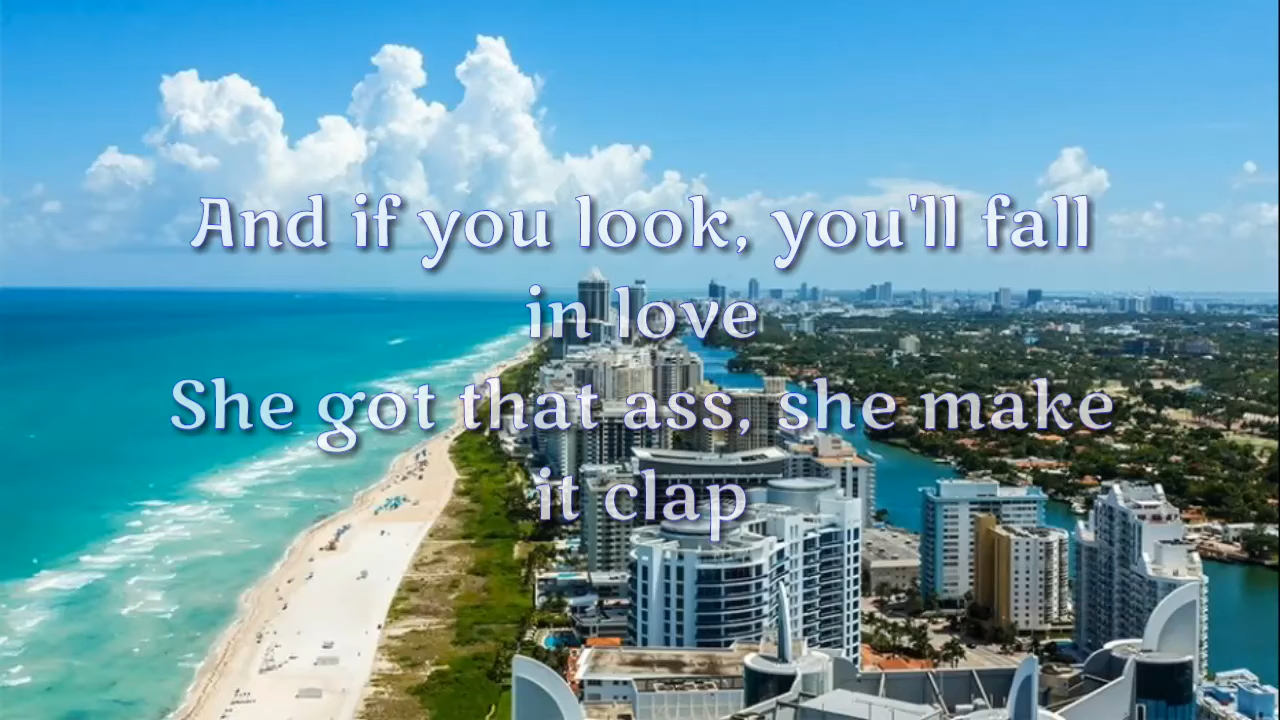 And if you look, you'll fall
in love
She got that ass, she make
it clap